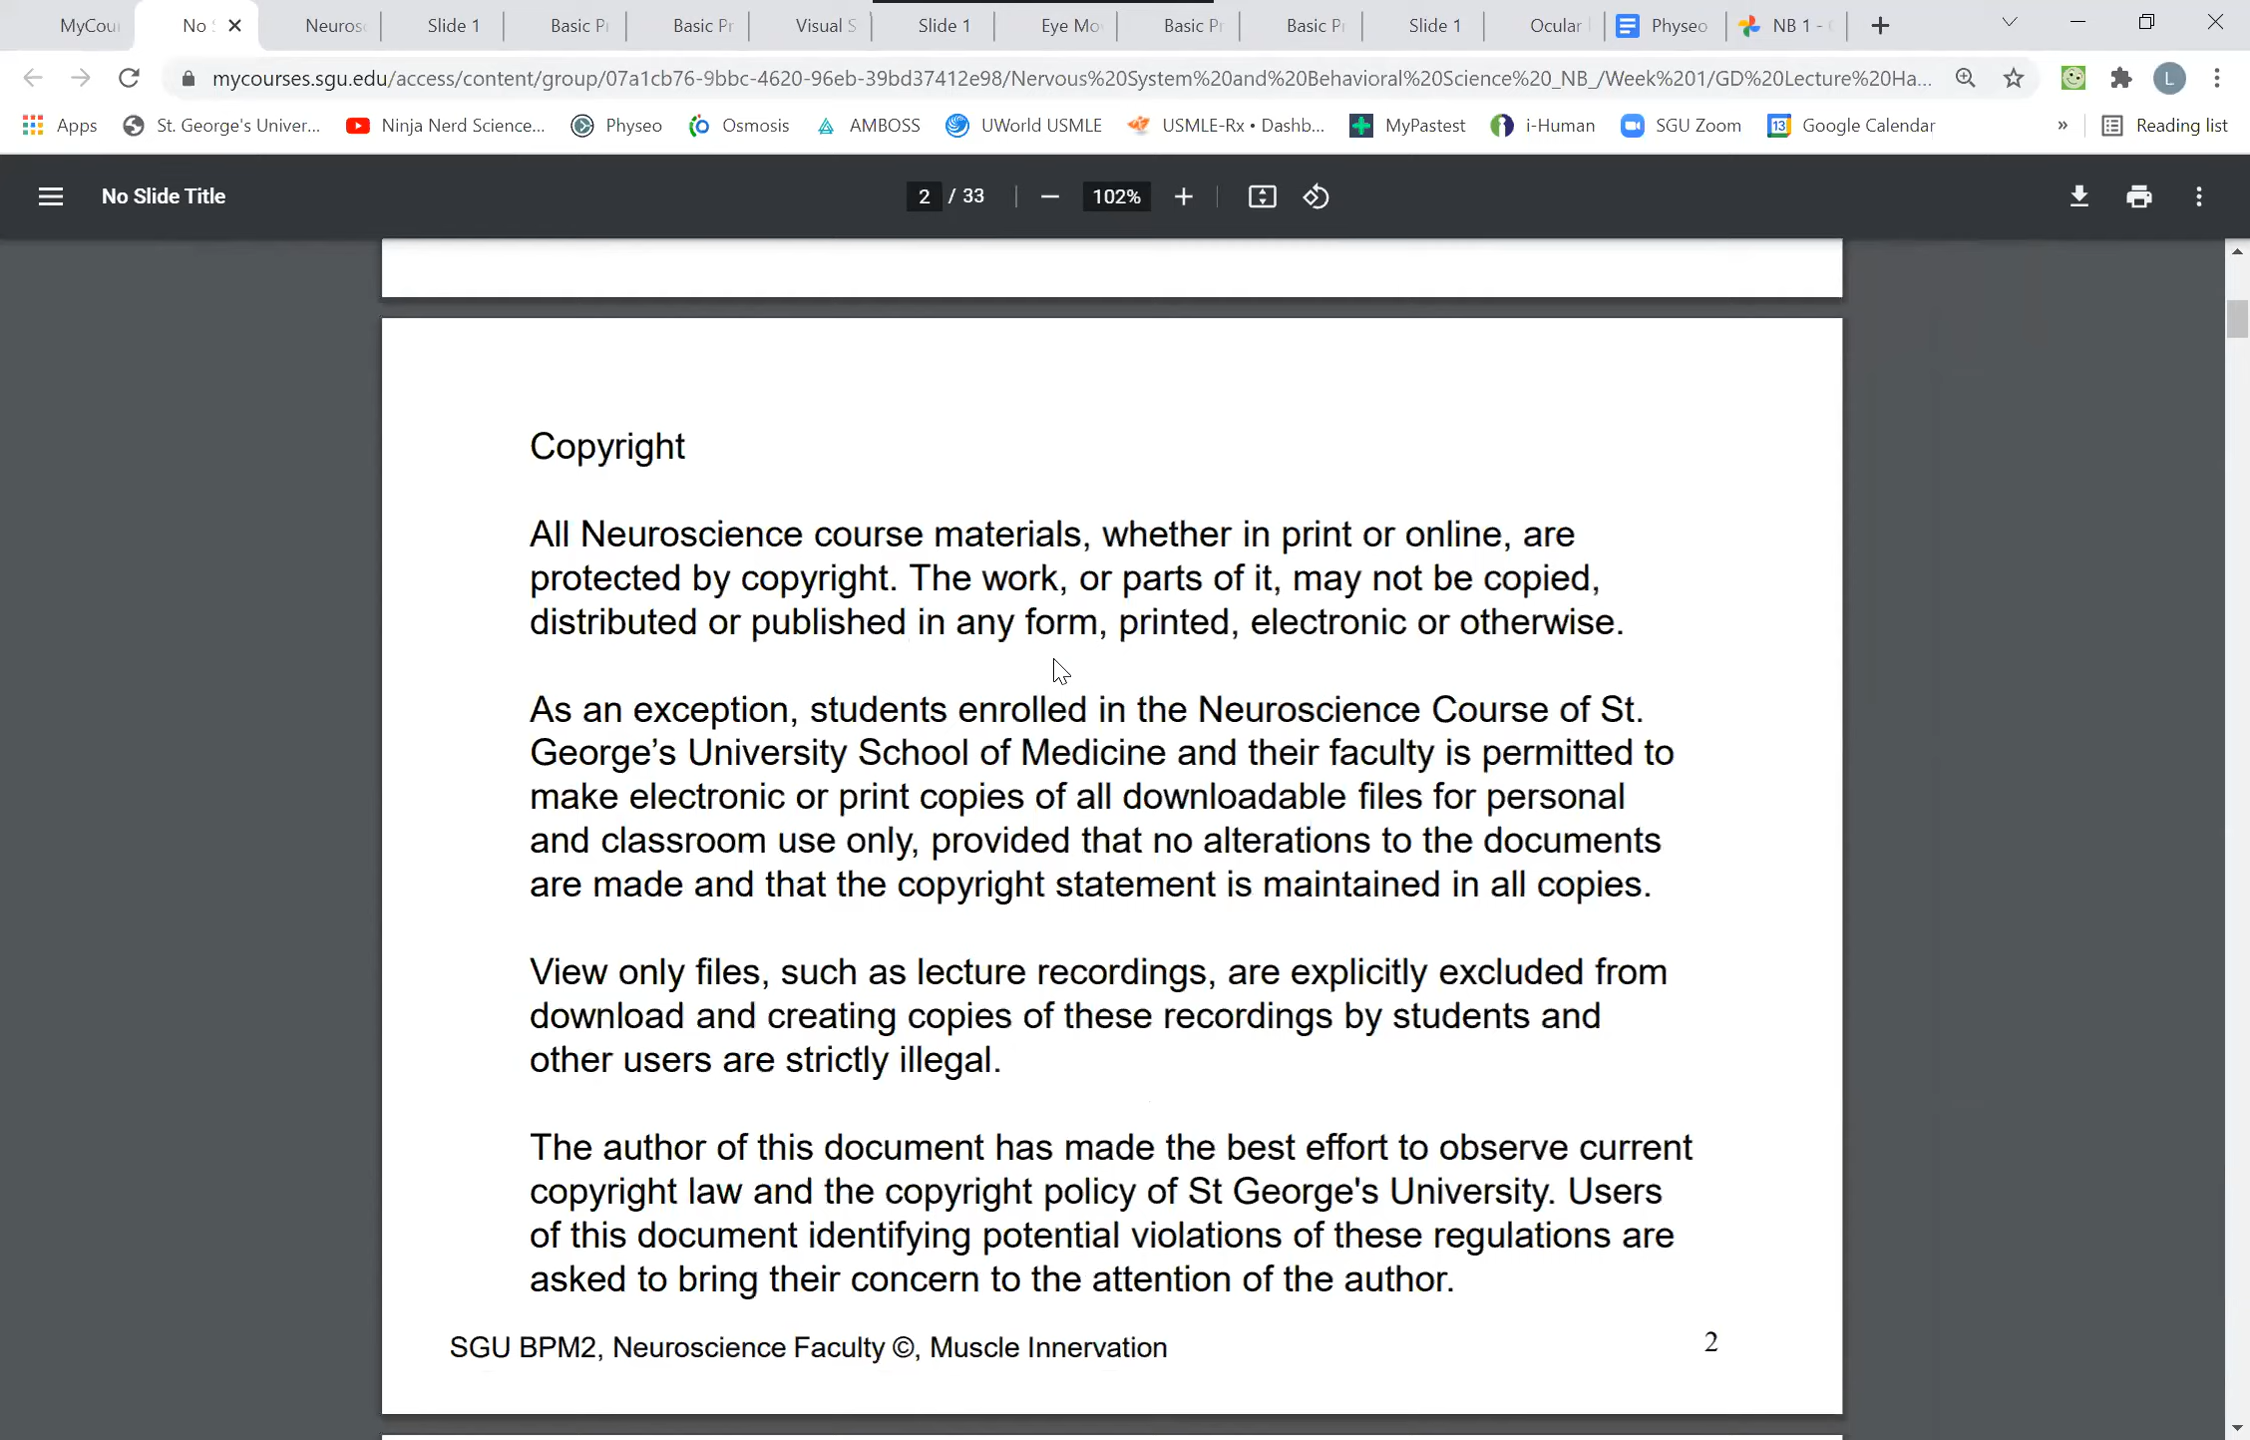 MyCou
No
Neuros
Slide 1
Basic Pr
Basic Pr
Visual S
Slide 1
Eye Mo
Basic Pr
Basic Pr
Slide 1
Ocular
Physeo
NB 1 -
mycourses.sgu.edu/access/content/group/07a1cb76-9bbc-4620-96eb-39bd37412e98/Nervous%20System%20and%20Behavioral%20Science%20_NB_/Week%201/GD%20Lecture%20Ha...
L
Apps
St. George's Univer...
Ninja Nerd Science...
Physeo
Osmosis
AMBOSS
UWorld USMLE
USMLE-Rx • Dashb...
MyPastest
i-Human
SGU Zoom
13
Google Calendar
»
Reading list
No Slide Title
2 / 33
102%
Copyright
All Neuroscience course materials, whether in print or online, are
protected by copyright. The work, or parts of it, may not be copied,
distributed or published in any form, printed, electronic or otherwise.
As an exception, students enrolled in the Neuroscience Course of St.
George’s University School of Medicine and their faculty is permitted to
make electronic or print copies of all downloadable files for personal
and classroom use only, provided that no alterations to the documents
are made and that the copyright statement is maintained in all copies.
View only files, such as lecture recordings, are explicitly excluded from
download and creating copies of these recordings by students and
other users are strictly illegal.
The author of this document has made the best effort to observe current
copyright law and the copyright policy of St George's University. Users
of this document identifying potential violations of these regulations are
asked to bring their concern to the attention of the author.
SGU BPM2, Neuroscience Faculty ©, Muscle Innervation
2